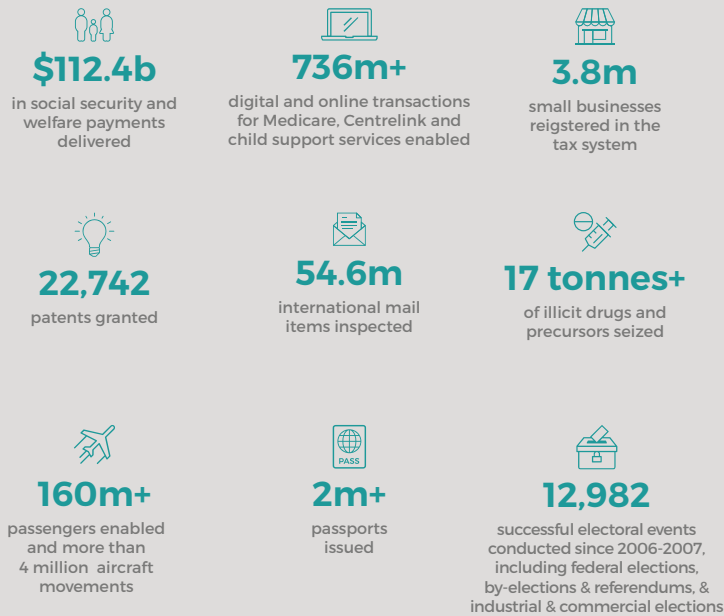 $112.4b
in social security and
welfare payments
delivered
736m+
digital and online transactions
for Medicare, Centrelink and
child support services enabled
3.8m
small businesses
reigstered in the
tax system
22,742
patents granted
54.6m
international mail
items inspected
17 tonnes+
of illicit drugs and
precursors seized
160m+
passengers enabled
and more than
4 million aircraft
movements
PASS
2m+
passports
issued
12,982
successful electoral events
conducted since 2006-2007,
including federal elections,
by-elections & referendums, &
industrial & commercial elections